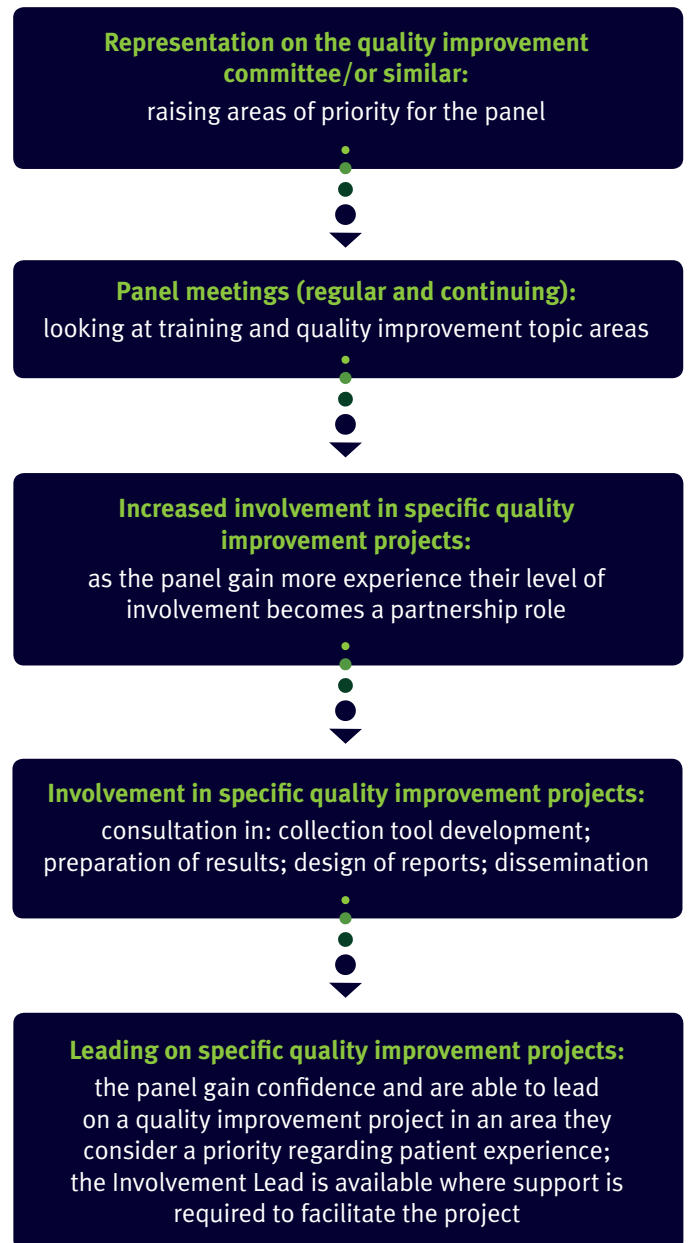 Representation on the quality improvement
committee/or similar:
raising areas of priority for the panel
Panel meetings (regular and continuing):
looking at training and quality improvement topic areas
Increased involvement in specific quality
improvement projects:
as the panel gain more experience their level of
involvement becomes a partnership role
Involvement in specific quality improvement projects:
consultation in: collection tool development;
preparation of results; design of reports; dissemination
Leading on specific quality improvement projects:
the panel gain confidence and are able to lead
on a quality improvement project in an area they
consider a priority regarding patient experience;
the Involvement Lead is available where support is
required to facilitate the project